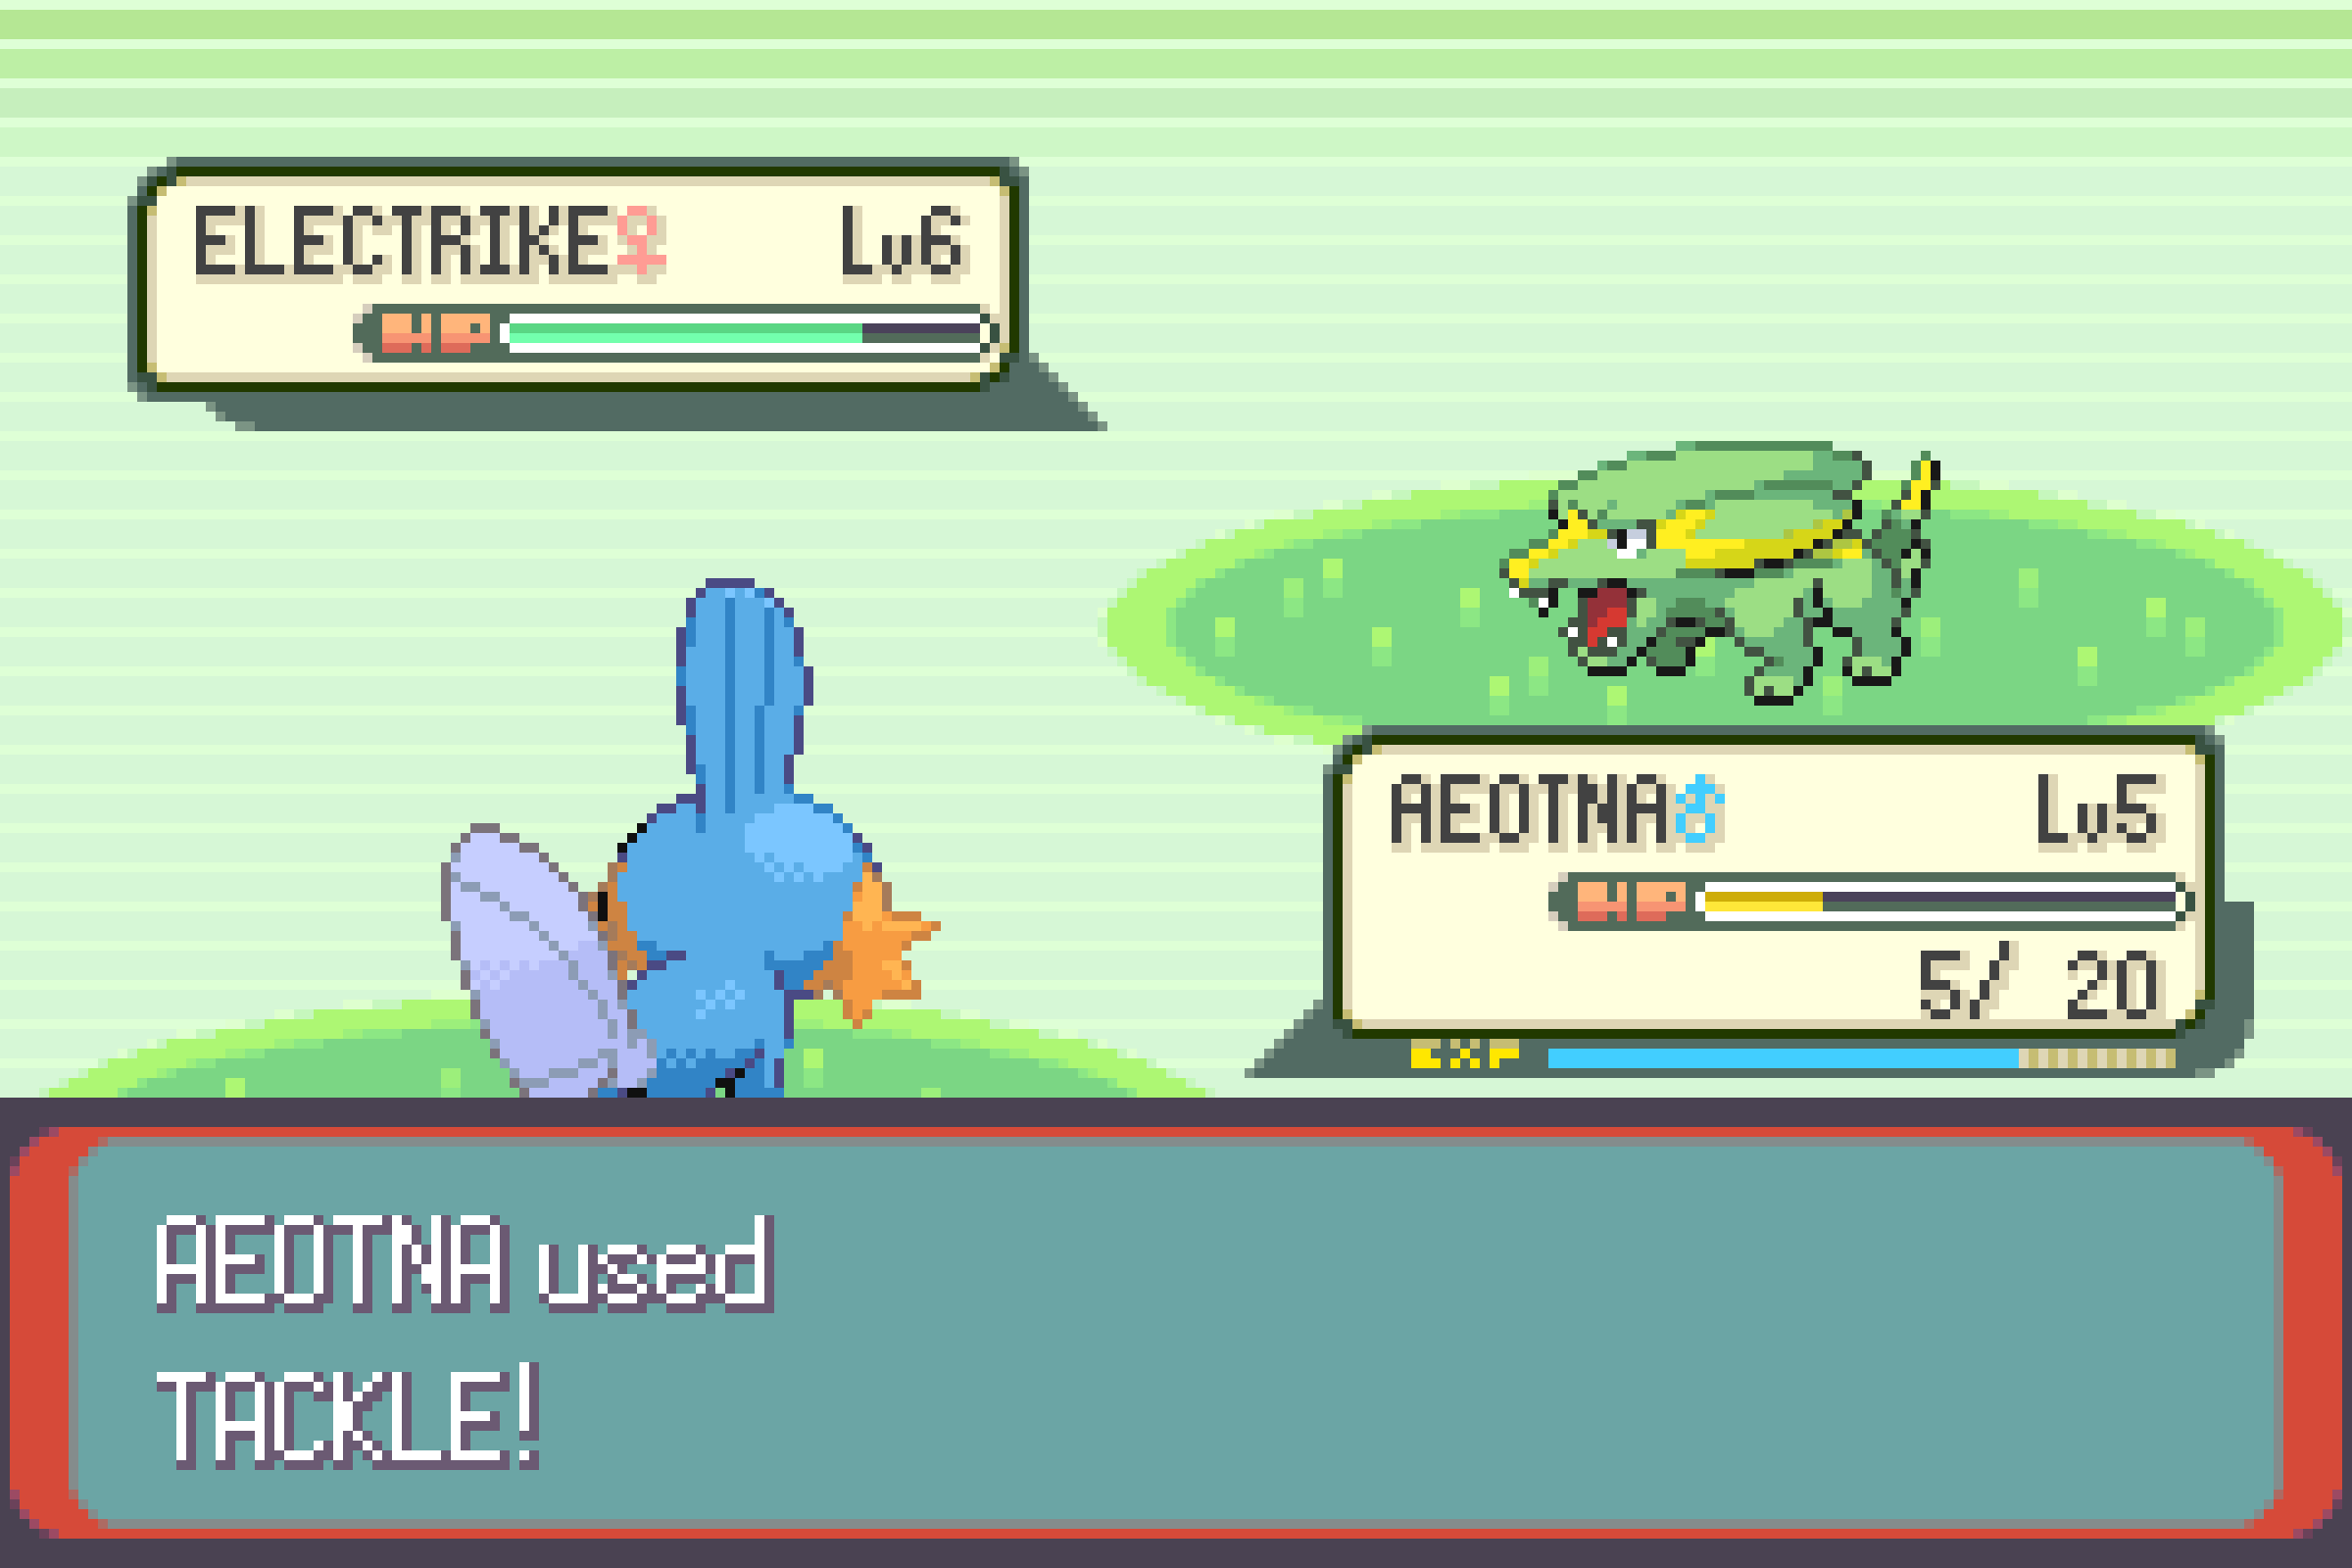 ELECTRIKE♀ Lv6
HP
AEOTNA♂ Lv5
HP
5/ 20
EXP
AEOTNA used
TACKLE!